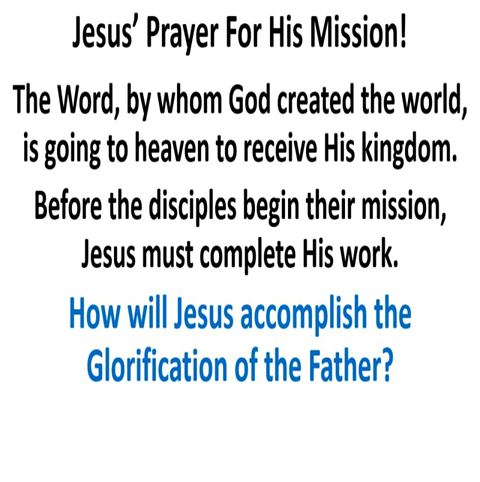 Jesus’ Prayer For His Mission!
The Word, by whom God created the world,
is going to heaven to receive His kingdom.
Before the disciples begin their mission,
Jesus must complete His work.
How will Jesus accomplish the
Glorification of the Father?